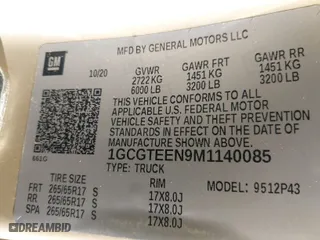 MFD BY GENERAL MOTORS LLC
GM
10/20 GVWR GAWR FRT GAWR RR
2722 KG 1451 KG 1451 KG
6000 LB 3200 LB 3200 LB
THIS VEHICLE CONFORMS TO ALL
APPLICABLE U.S. FEDERAL MOTOR
VEHICLE SAFETY
STANDARDS IN EFFECT ON THE DATE OF
MANUFACTURE SHOWN ABOVE.
1GCGTEEN9M1140085
661G TYPE: TRUCK
MODEL: 9512P43
TIRE SIZE RIM
FRT 265/65R17 S 17X8.0J
RR 265/65R17 S 17X8.0J
SPA 265/65R17 S 17X8.0J
DREAMBID